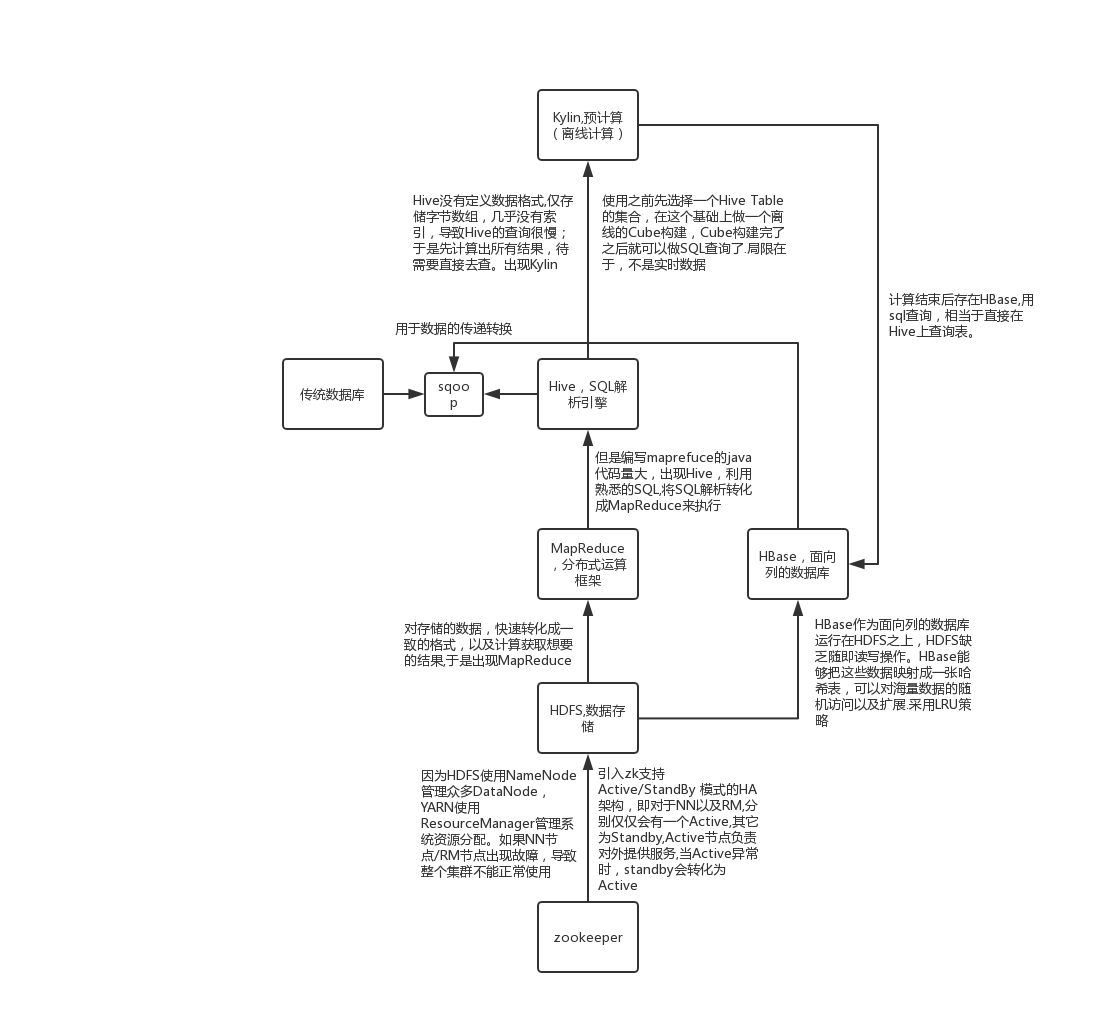 Kylin,预计算
（离线计算）
Hive没有定义数据格式,仅存
储字节数组，几乎没有索
引，导致Hive的查询很慢；
于是先计算出所有结果，待
需要直接去查。出现Kylin
使用之前先选择一个Hive Table
的集合，在这个基础上做一个离
线的Cube构建，Cube构建完了
之后就可以做SQL查询了.局限在
于，不是实时数据
计算结束后存在HBase,用
sql查询，相当于直接在
Hive上查询表。
用于数据的传递转换
传统数据库
sqoo
p
Hive，SQL解
析引擎
但是编写maprefuce的java
代码量大，出现Hive，利用
熟悉的SQL,将SQL解析转化
成MapReduce来执行
MapReduce
，分布式运算
框架
HBase，面向
列的数据库
对存储的数据，快速转化成一
致的格式，以及计算获取想要
的结果,于是出现MapReduce
HBase作为面向列的数据库
运行在HDFS之上，HDFS缺
乏随即读写操作。HBase能
够把这些数据映射成一张哈
希表，可以对海量数据的随
机访问以及扩展.采用LRU策
略
HDFS,数据存
储
因为HDFS使用NameNode
管理众多DataNode，
YARN使用
ResourceManager管理系
统资源分配。如果NN节
点/RM节点出现故障，导致
整个集群不能正常使用
引入zk支持
Active/StandBy 模式的HA
架构，即对于NN以及RM,分
别仅仅会有一个Active,其它
为Standby,Active节点负责
对外提供服务,当Active异常
时，standby会转化为
Active
zookeeper